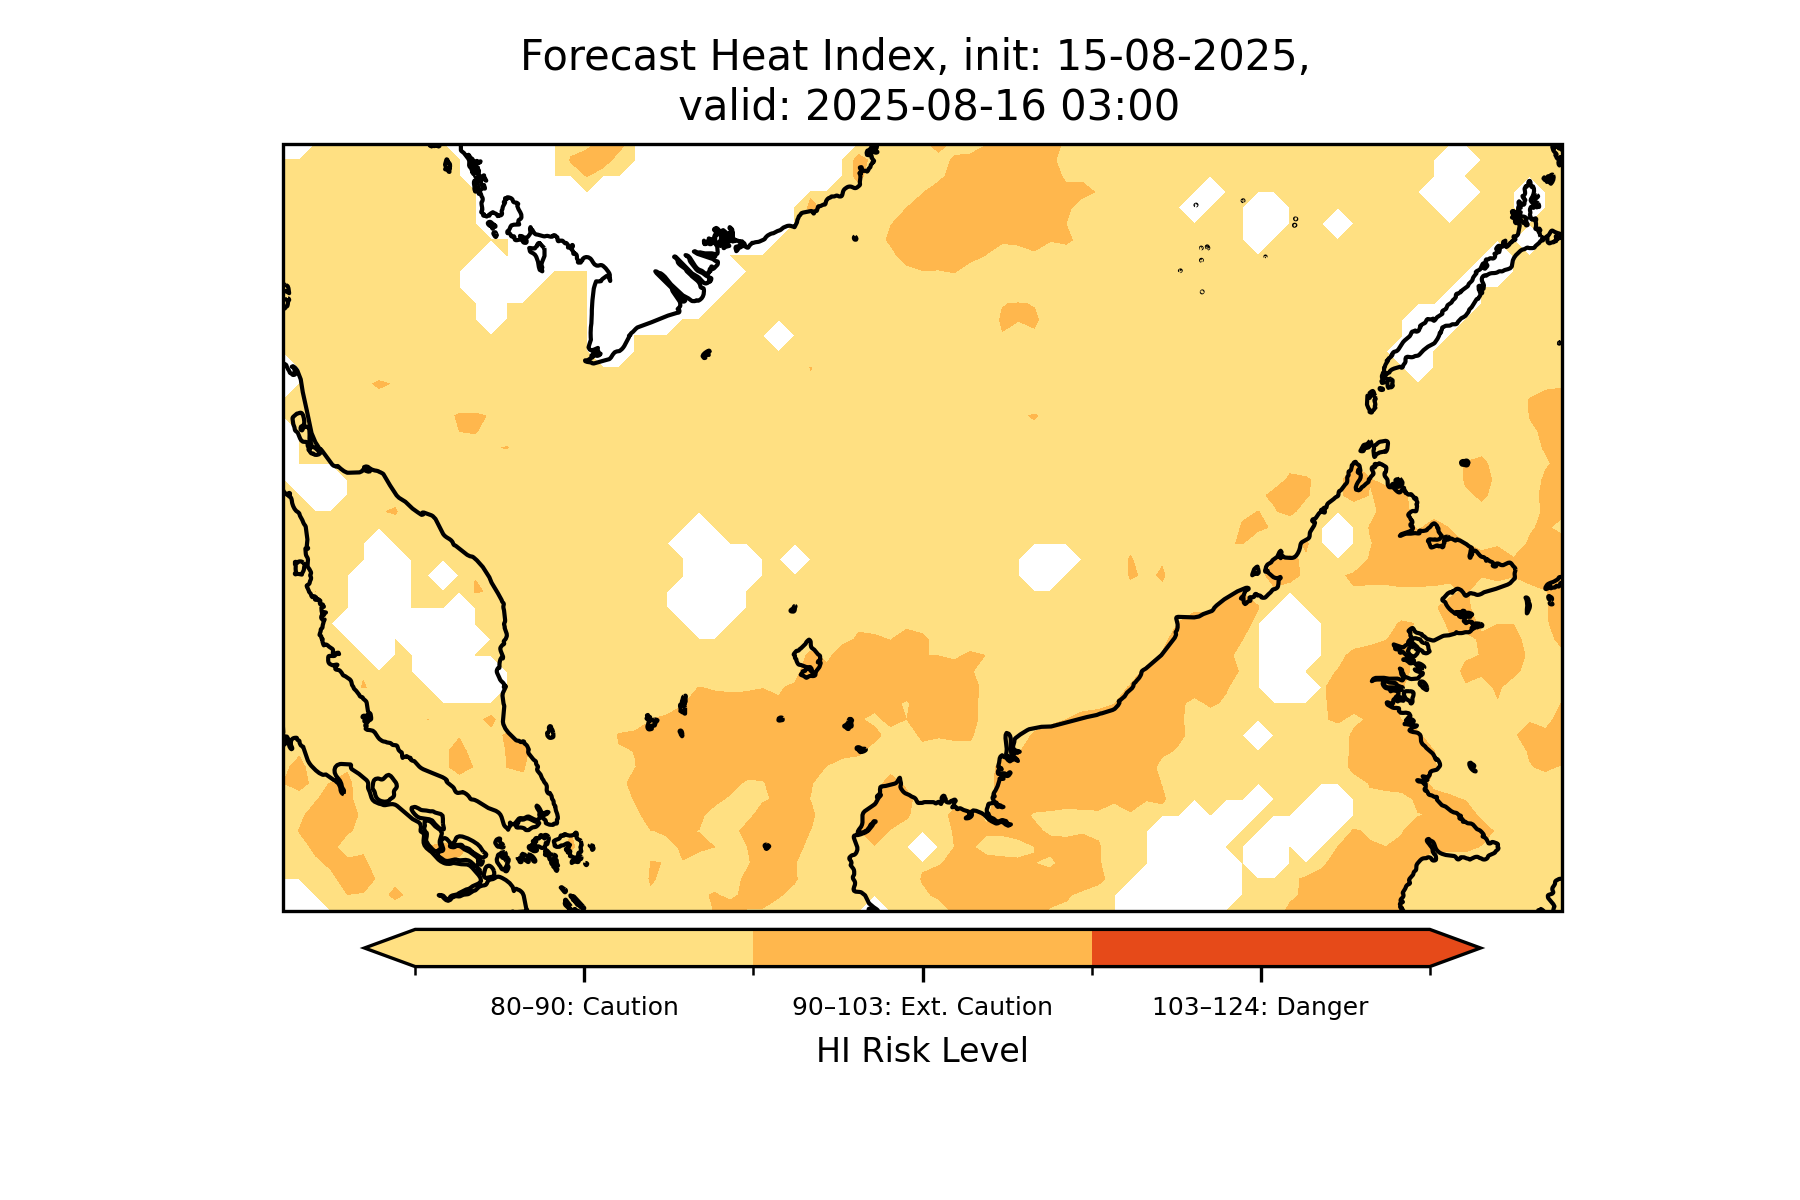 Forecast Heat Index, init: 15-08-2025,
valid: 2025-08-16 03:00
80–90: Caution
90–103: Ext. Caution
103–124: Danger
HI Risk Level